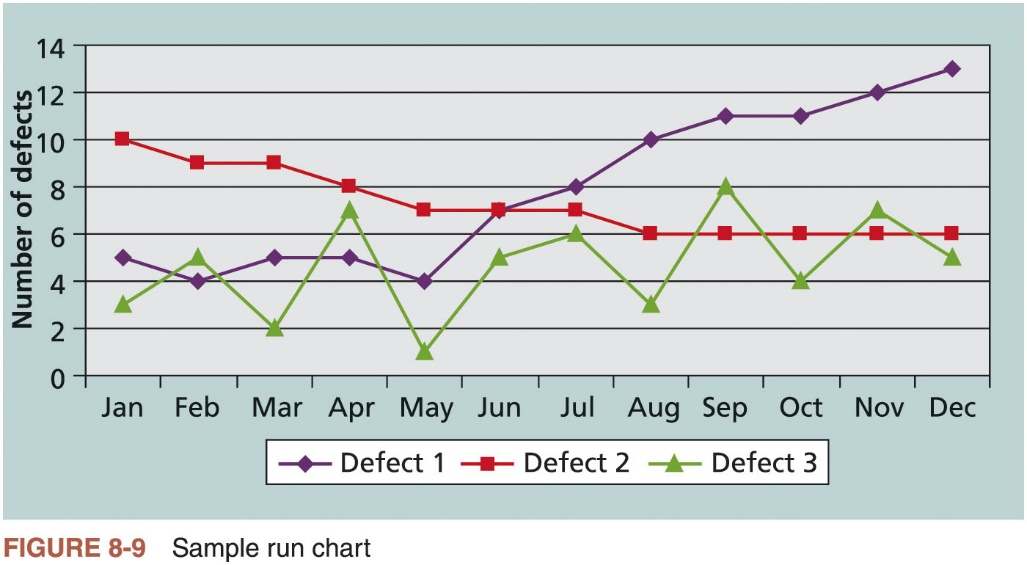 14
12
10
8
6
4
2
0
Number of defects
Jan Feb Mar Apr May Jun Jul Aug Sep Oct Nov Dec
Defect 1 Defect 2 Defect 3
FIGURE 8-9 Sample run chart